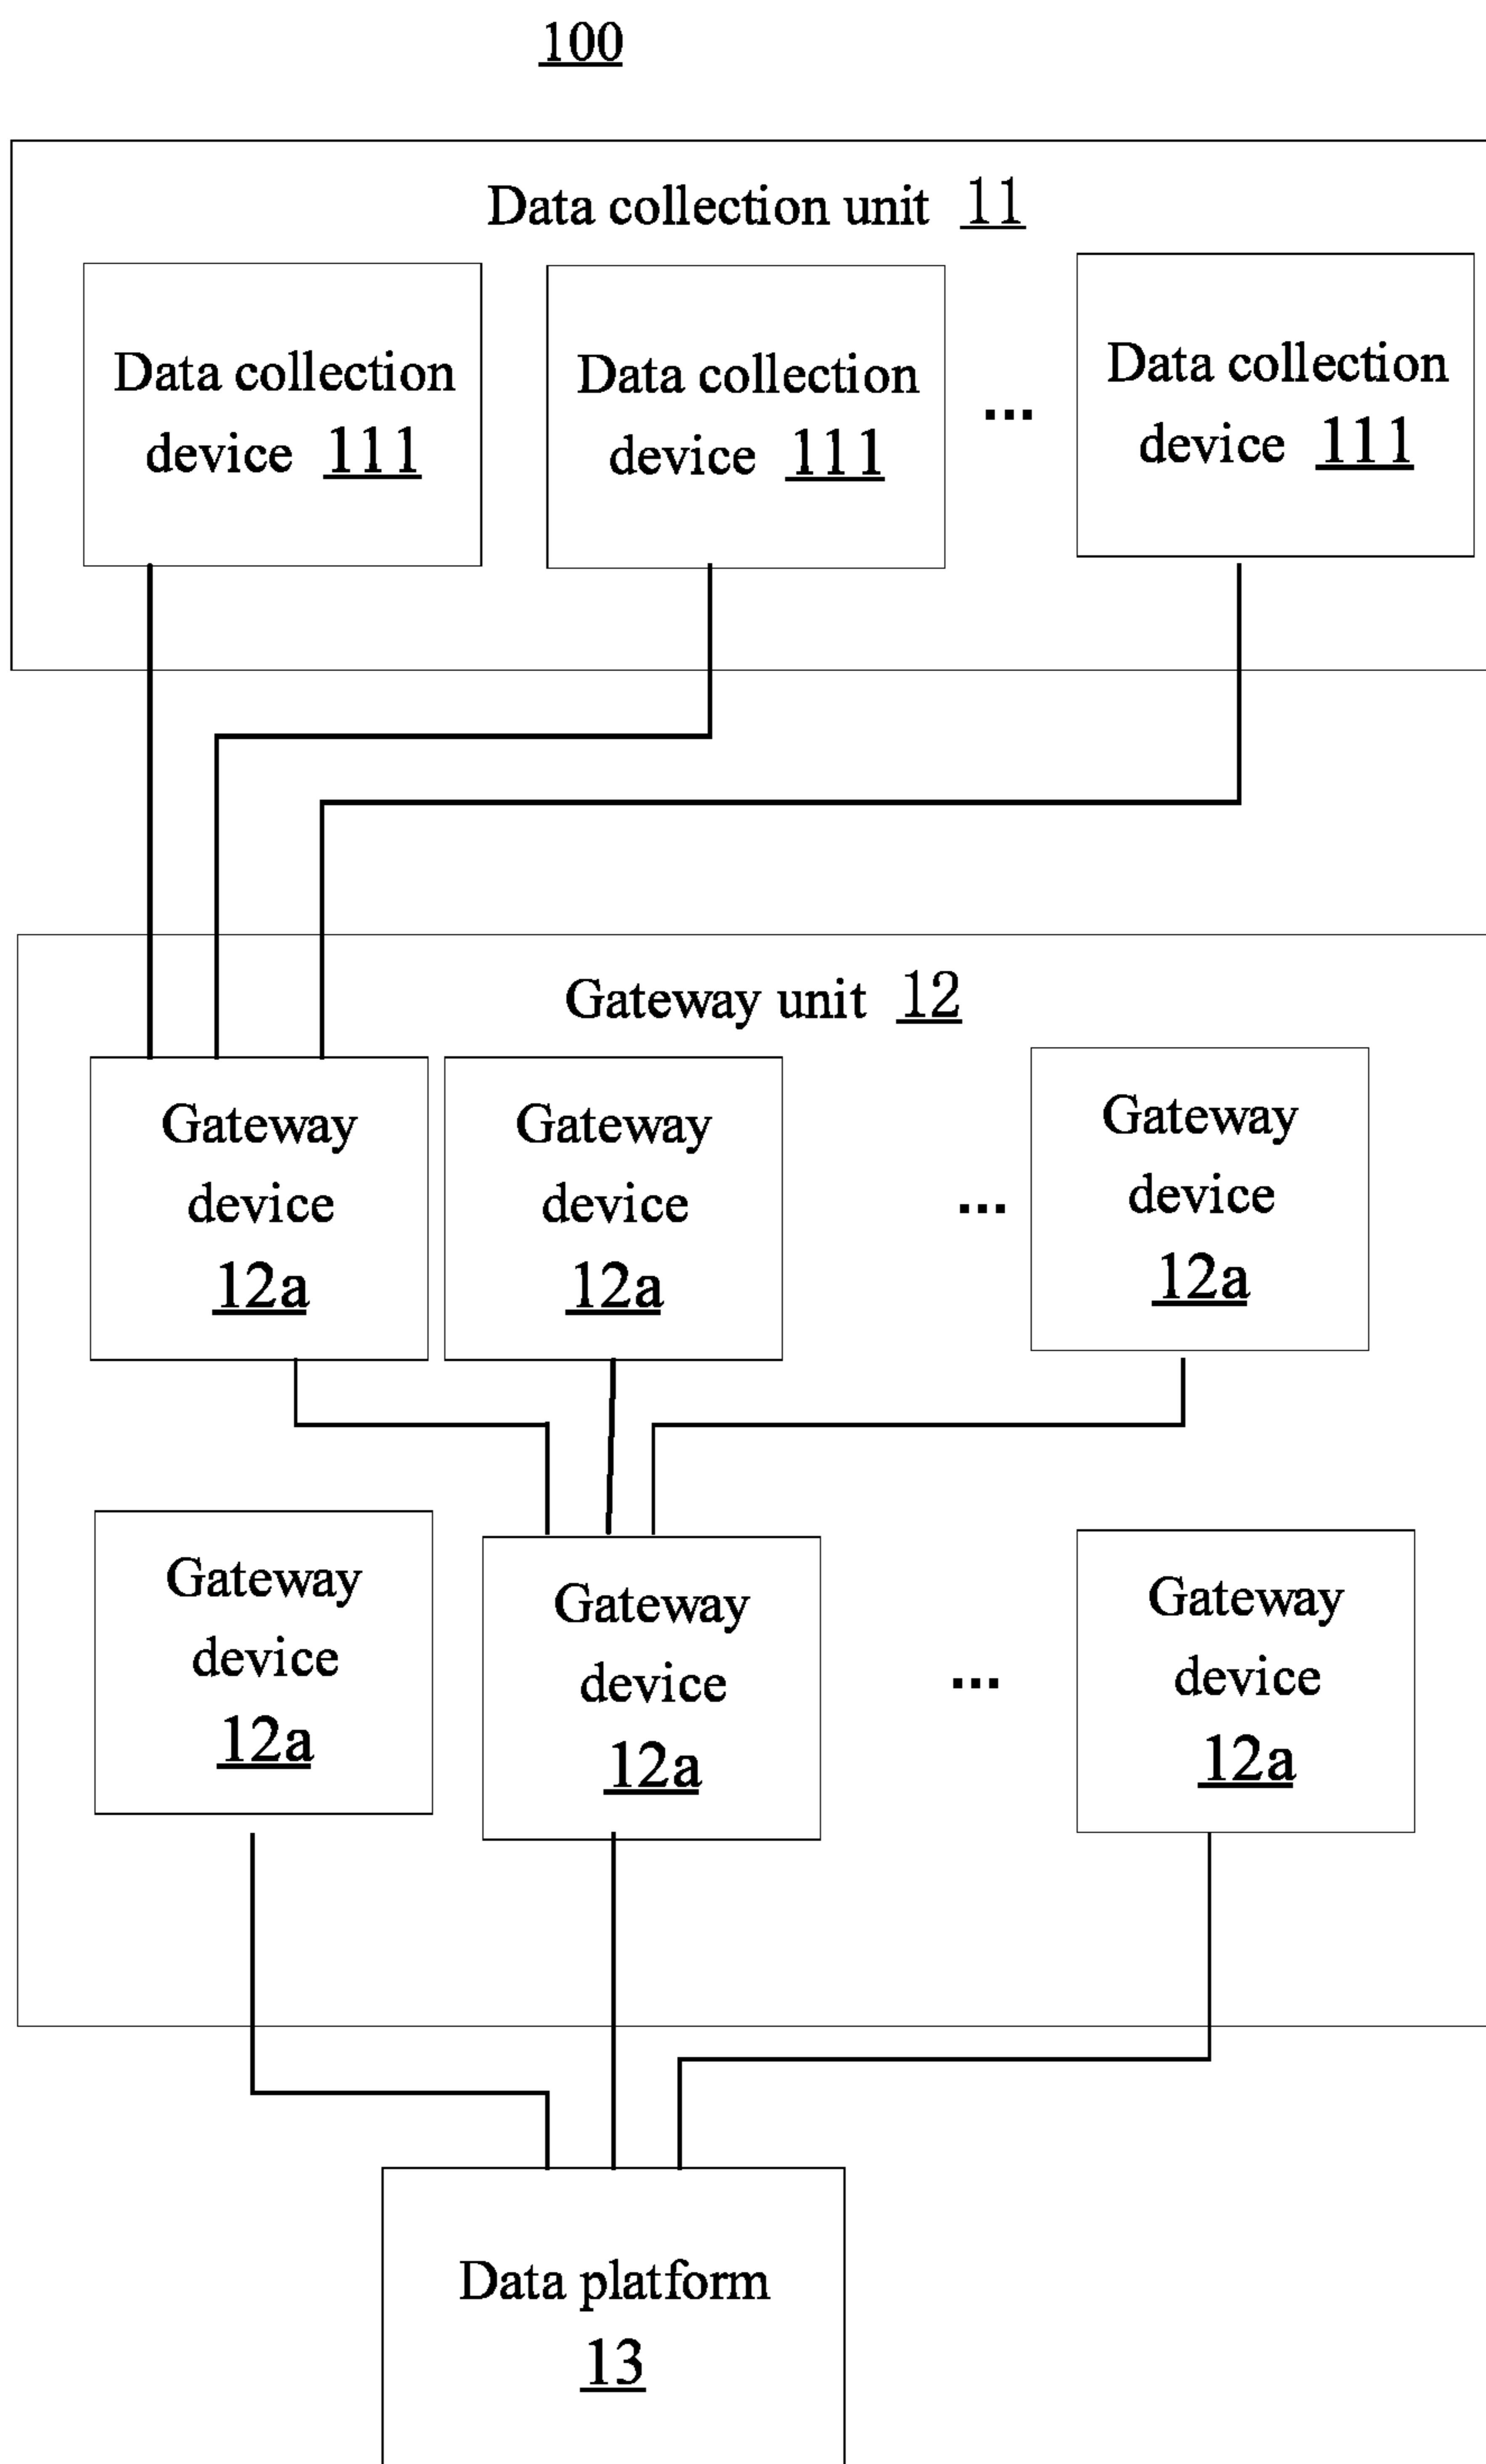 100
Data collection unit 11
Data collection
device 111
Data collection
device 111
...
Data collection
device 111
Gateway unit 12
Gateway
device
12a
Gateway
device
12a
...
Gateway
device
12a
Gateway
device
12a
Gateway
device
12a
...
Gateway
device
12a
Data platform
13